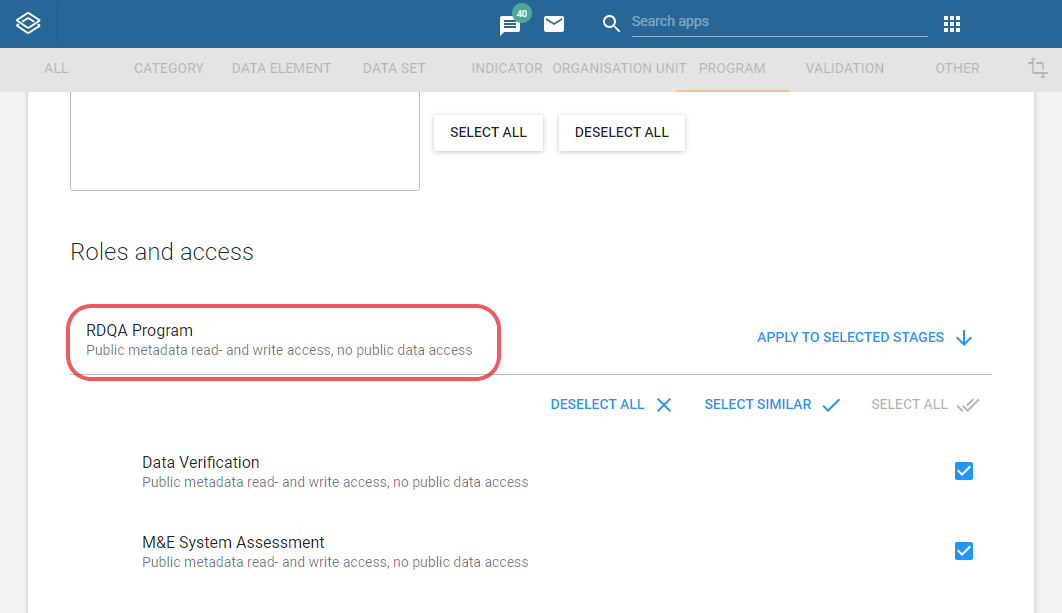 40
Search apps
ALL CATEGORY DATA ELEMENT DATA SET INDICATOR ORGANISATION UNIT PROGRAM VALIDATION OTHER
SELECT ALL DESELECT ALL
Roles and access
RDQA Program
Public metadata read- and write access, no public data access
APPLY TO SELECTED STAGES
DESELECT ALL SELECT SIMILAR SELECT ALL
Data Verification
Public metadata read- and write access, no public data access
M&E System Assessment
Public metadata read- and write access, no public data access